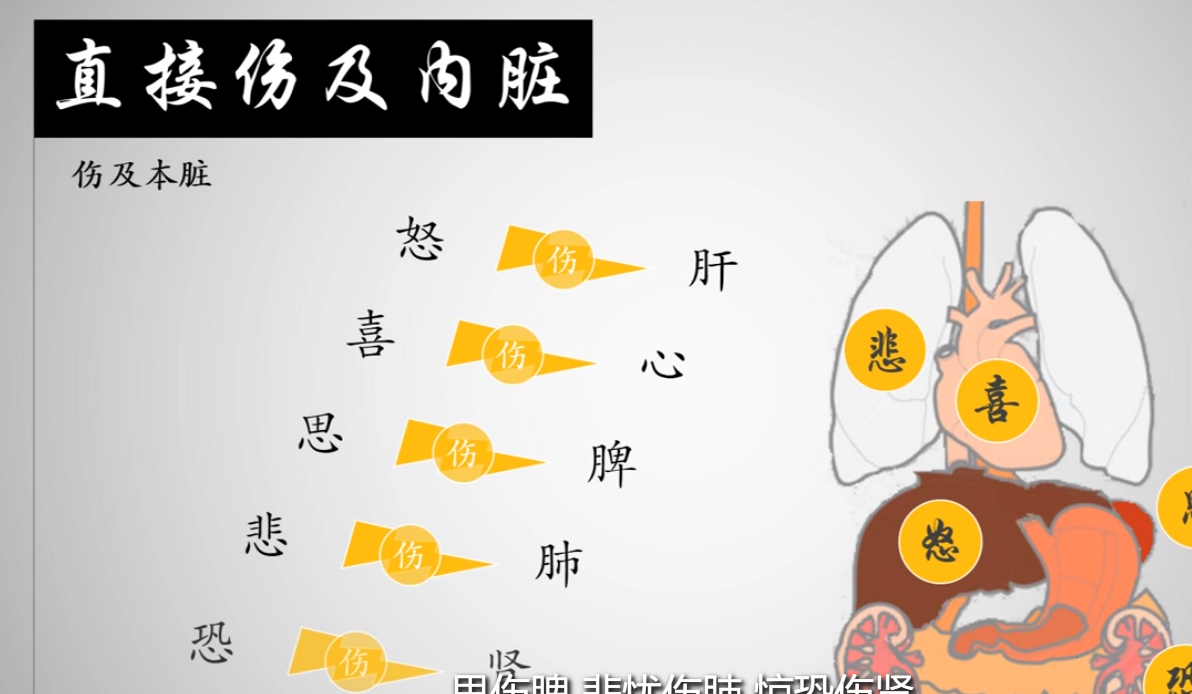 直接伤及内脏
伤及本脏
怒 伤 肝
喜 伤 心
思 伤 脾
悲 伤 肺
恐 伤 肾
悲
喜
怒
思伤脾 悲忧伤肺 惊恐伤肾